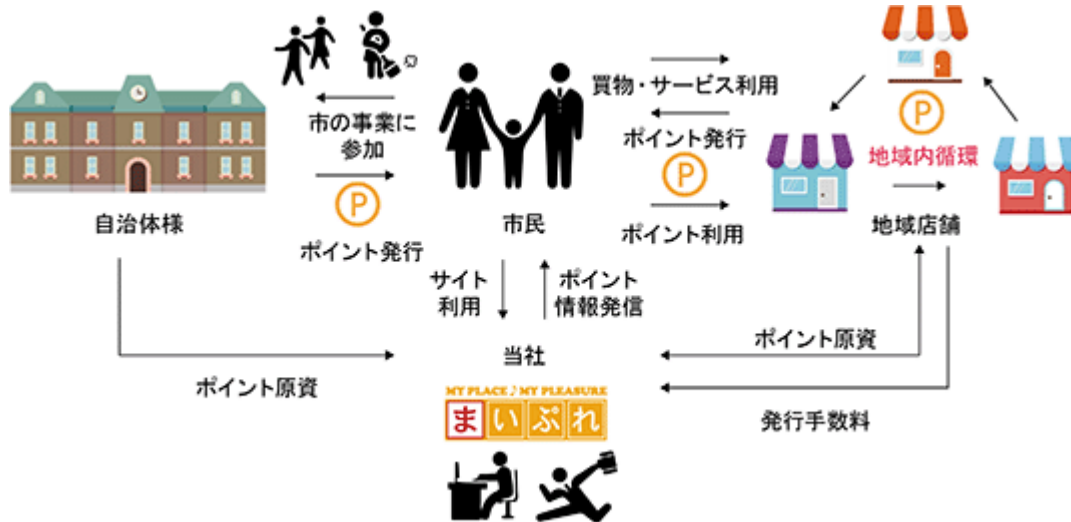 市の事業に
参加
P
ポイント発行
自治体様
市民
買物・サービス利用
ポイント発行
P
ポイント利用
P
地域内循環
地域店舗
サイト
利用
ポイント
情報発信
ポイント原資
当社
MY PLACE♪MY PLEASURE
まいぷれ
ポイント原資
発行手数料